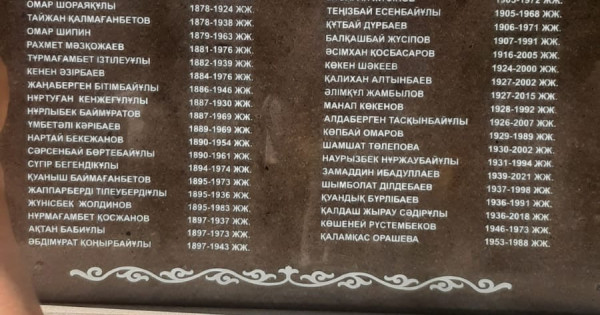 ОМАР ШОРАЯҚҰЛЫ 1878-1924 ЖЖ.
ТАЙЖАН ҚАЛМАҒАНБЕТОВ 1878-1938 ЖЖ.
ОМАР ШИПИН 1879-1963 ЖЖ.
РАХМЕТ МӘЗҚОЖАЕВ 1881-1976 ЖЖ.
ТҰРМАҒАМБЕТ ІЗТІЛЕУҰЛЫ 1882-1939 ЖЖ.
КЕНЕН ӘЗІРБАЕВ 1884-1976 ЖЖ.
ЖАҢАБЕРГЕН БІТІМБАЙҰЛЫ 1886-1946 ЖЖ.
НҰРТУҒАН КЕНЖЕҒҰЛҰЛЫ 1887-1930 ЖЖ.
НҰРЛЫБЕК БАЙМҰРАТОВ 1887-1969 ЖЖ.
ҮМБЕТӘЛІ КӘРІБАЕВ 1889-1969 ЖЖ.
НАРТАЙ БЕКЕЖАНОВ 1890-1954 ЖЖ.
СӘРСЕНБАЙ БӨРТЕБАЙҰЛЫ 1890-1961 ЖЖ.
СҮГІР БЕГЕНДІКҰЛЫ 1894-1974 ЖЖ.
ҚУАНЫШ БАЙМАҒАНБЕТОВ 1895-1973 ЖЖ.
ЖАППАРБЕРДІ ТІЛЕУБЕРДІҰЛЫ 1895-1936 ЖЖ.
ЖҮНІСБЕК ЖОЛДИНОВ 1895-1983 ЖЖ.
НҰРМАҒАМБЕТ ҚОСЖАНОВ 1897-1937 ЖЖ.
АҚТАН БАБИҰЛЫ 1897-1973 ЖЖ.
ӘБДІМҰРАТ ҚОҢЫРБАЙҰЛЫ 1897-1943 ЖЖ.
1903-1972 ЖЖ.
ТЕҢІЗБАЙ ЕСЕНБАЙҰЛЫ 1905-1968 ЖЖ.
ҚҰТБАЙ ДҮРБАЕВ 1906-1971 ЖЖ.
БАЛҚАШБАЙ ЖҮСІПОВ 1907-1991 ЖЖ.
ӘСІМХАН ҚОСБАСАРОВ 1916-2005 ЖЖ.
КӨКЕН ШӘКЕЕВ 1924-2000 ЖЖ.
ҚАЛИХАН АЛТЫНБАЕВ 1927-2002 ЖЖ.
ӘЛІМҚҰЛ ЖАМБЫЛОВ 1927-2015 ЖЖ.
МАНАП КӨКЕНОВ 1928-1992 ЖЖ.
АЛДАБЕРГЕН ТАСҚЫНБАЙҰЛЫ 1926-2007 ЖЖ.
КӨПБАЙ ОМАРОВ 1929-1989 ЖЖ.
ШАМШАТ ТӨЛЕПОВА 1930-2002 ЖЖ.
НАУРЫЗБЕК НҰРЖАУБАЙҰЛЫ 1931-1994 ЖЖ.
ЗАМАДДИН ИБАДУЛЛАЕВ 1939-2021 ЖЖ.
ШЫМБОЛАТ ДІЛДЕБАЕВ 1937-1998 ЖЖ.
ҚУАНДЫҚ БҮРЛІБАЕВ 1936-1991 ЖЖ.
ҚАЛДАШ ЖЫРАУ СӘДІРҰЛЫ 1936-2018 ЖЖ.
КӨШЕНЕЙ РҮСТЕМБЕКОВ 1946-1973 ЖЖ.
ҚАЛАМҚАС ОРАШЕВА 1953-1988 ЖЖ.